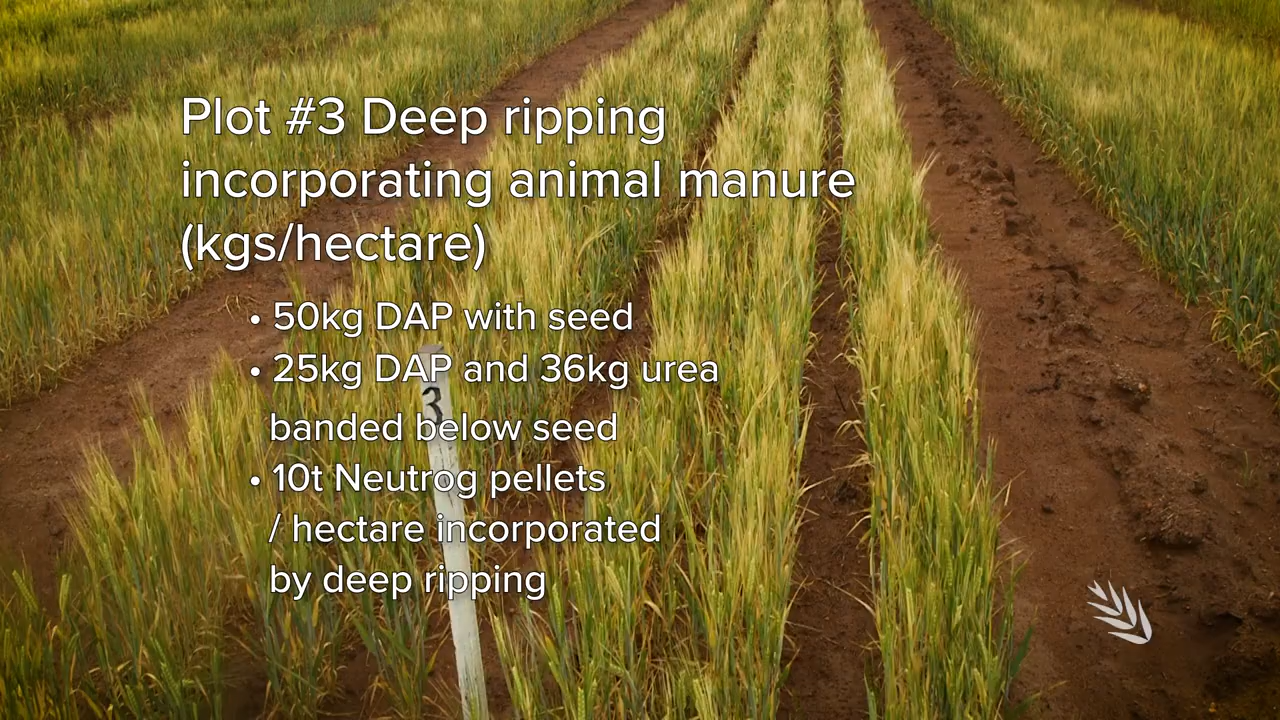 Plot #3 Deep ripping
incorporating animal manure
(kgs/hectare)
• 50kg DAP with seed
• 25kg DAP and 36kg urea
3
banded below seed
• 10t Neutrog pellets
/ hectare incorporated
by deep ripping